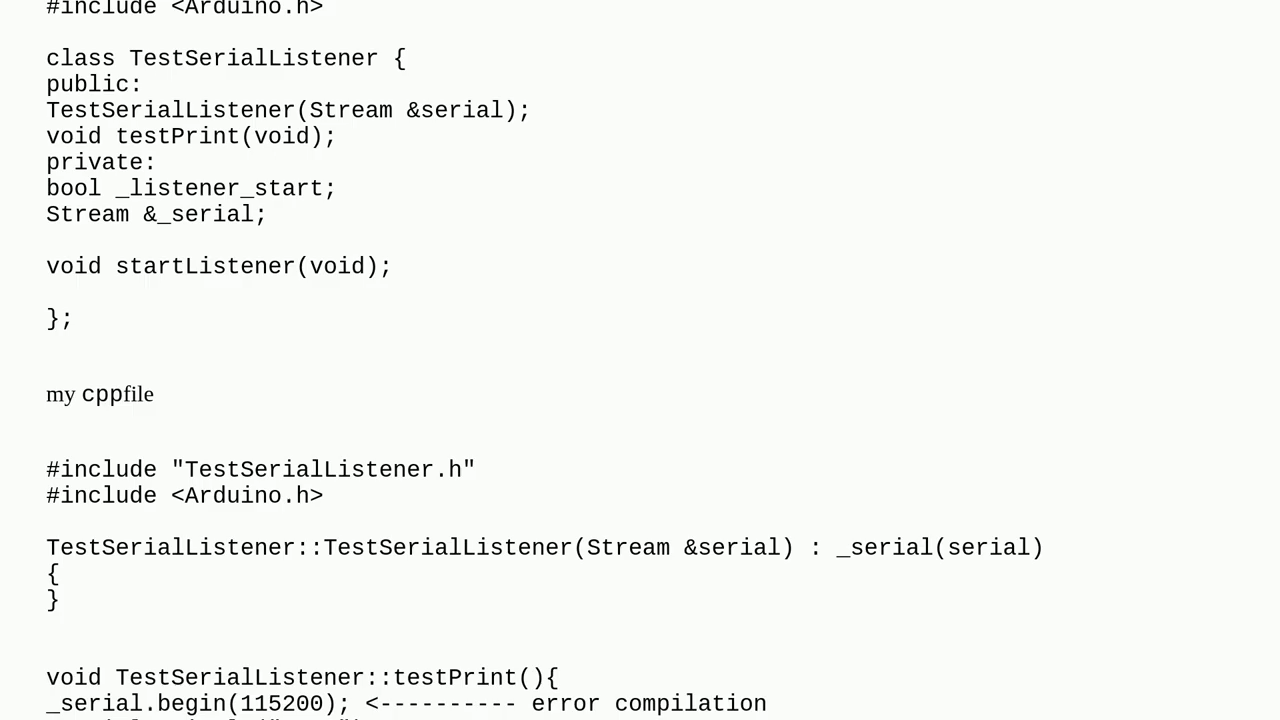 #include <Arduino.h>
class TestSerialListener {
public:
TestSerialListener(Stream &serial);
void testPrint(void);
private:
bool _listener_start;
Stream &_serial;
void startListener(void);
};
my cppfile
#include "TestSerialListener.h"
#include <Arduino.h>
TestSerialListener::TestSerialListener(Stream &serial) : _serial(serial)
{
}
void TestSerialListener::testPrint(){
_serial.begin(115200); <---------- error compilation